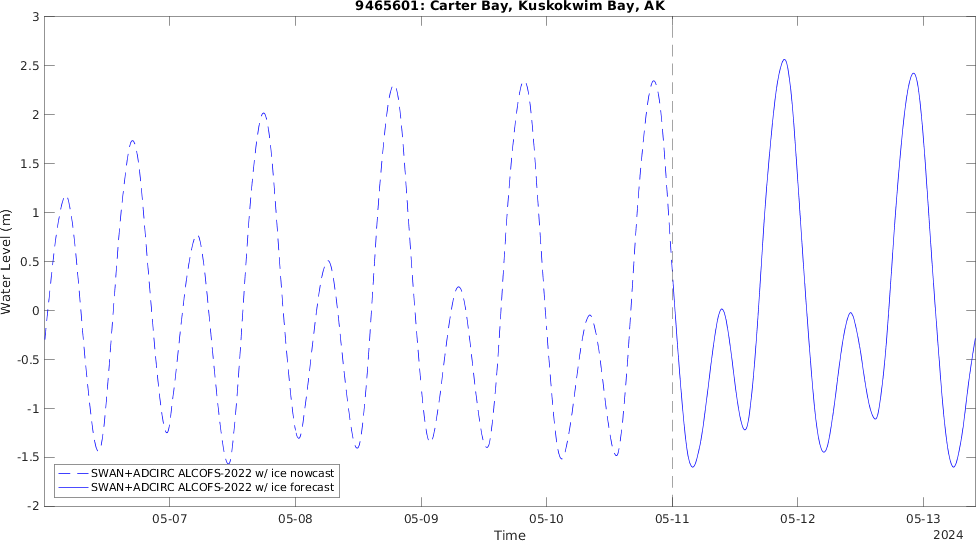 9465601: Carter Bay, Kuskokwim Bay, AK
3
2.5
2
1.5
1
0.5
0
-0.5
-1
-1.5
-2
Water Level (m)
SWAN+ADCIRC ALCOFS-2022 w/ ice nowcast
SWAN+ADCIRC ALCOFS-2022 w/ ice forecast
05-07 05-08 05-09 05-10 05-11 05-12 05-13
Time
2024